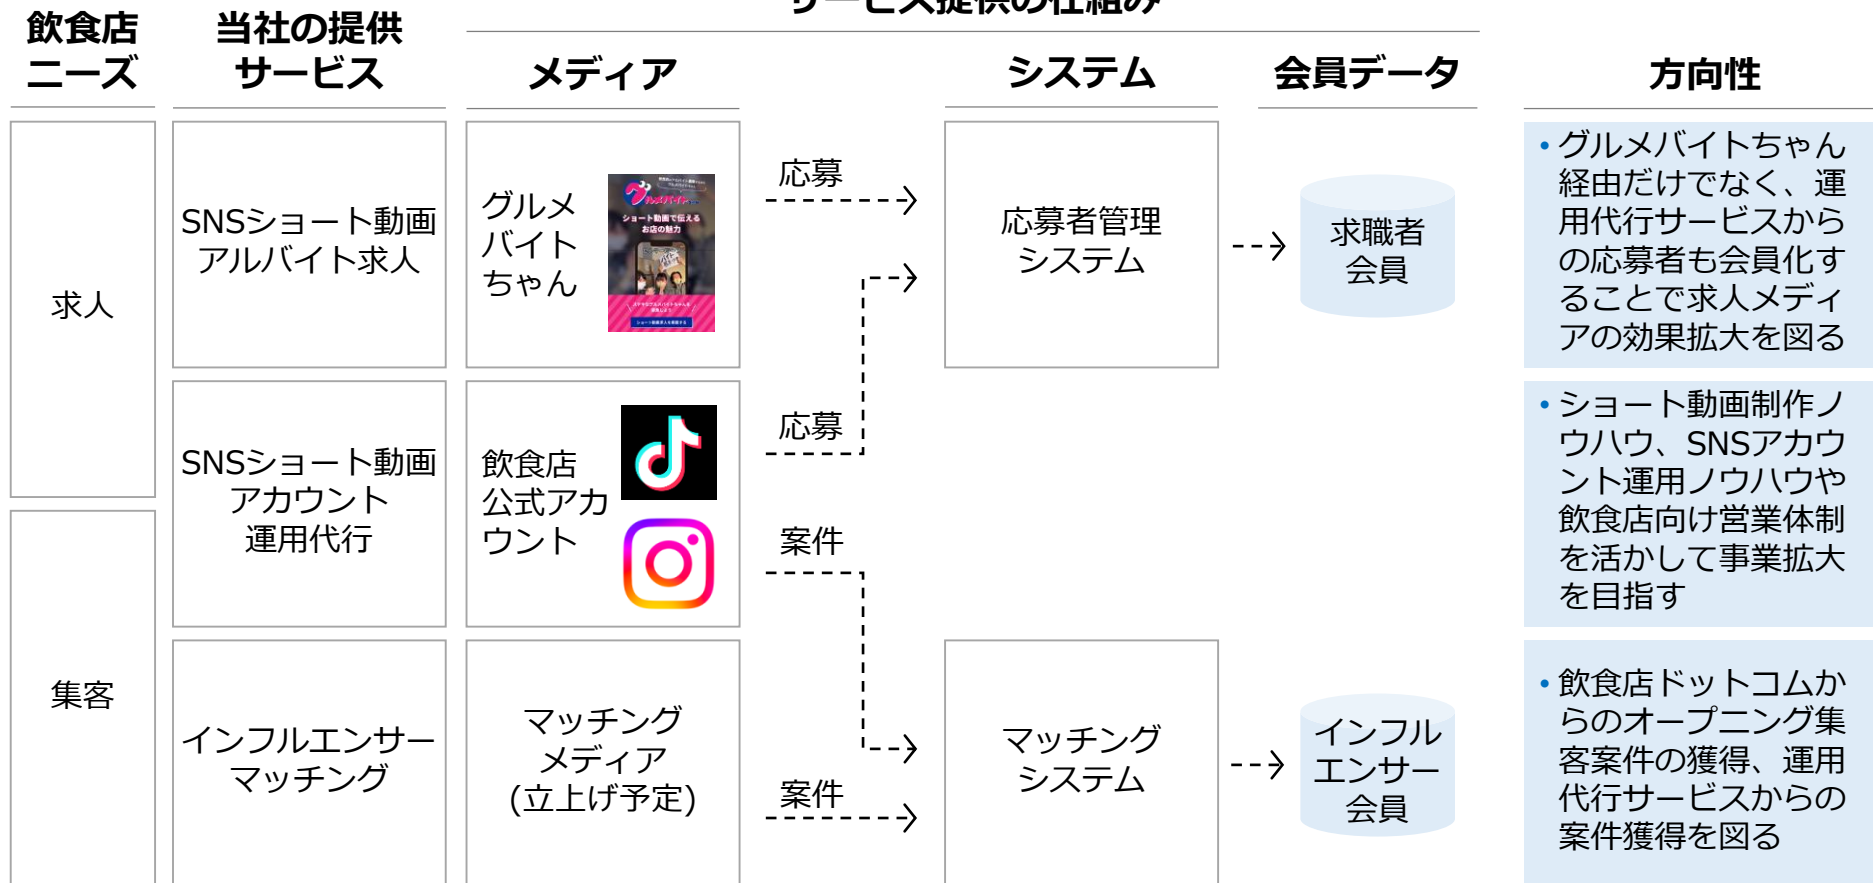 サービス提供の仕組み
飲食店
ニーズ
当社の提供
サービス
メディア
システム
会員データ
方向性
求人
集客
SNSショート動画
アルバイト求人
SNSショート動画
アカウント
運用代行
インフルエンサー
マッチング
グルメ
バイト
ちゃん
ショート動画で伝える
お店の魅力
飲食店
公式アカ
ウント
マッチング
メディア
(立上げ予定)
応募
応募
案件
案件
応募者管理
システム
マッチング
システム
求職者
会員
インフル
エンサー
会員
・グルメバイトちゃん
経由だけでなく、運
用代行サービスから
の応募者も会員化す
ることで求人メディ
アの効果拡大を図る
・ショート動画制作ノ
ウハウ、SNSアカウ
ント運用ノウハウや
飲食店向け営業体制
を活かして事業拡大
を目指す
・飲食店ドットコムか
らのオープニング集
客案件の獲得、運用
代行サービスからの
案件獲得を図る